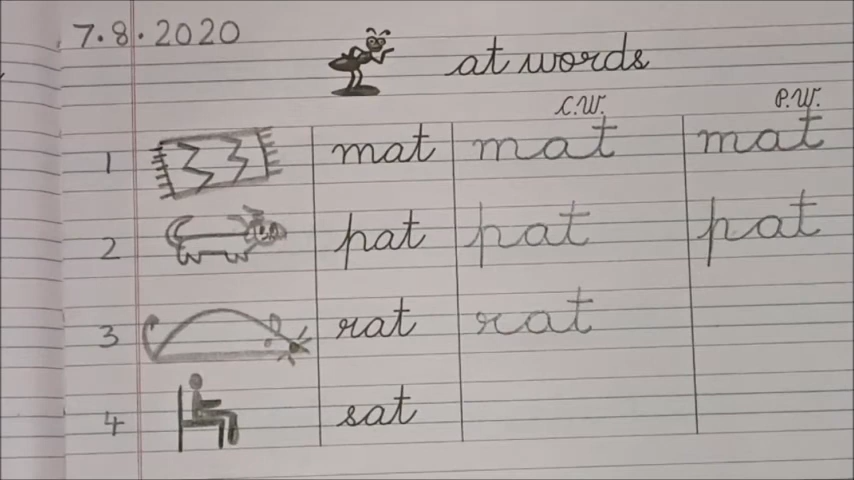 7.8.2020
at words
C.W. P.W.
1 mat mat mat
2 pat pat pat
3 rat rat
4 sat